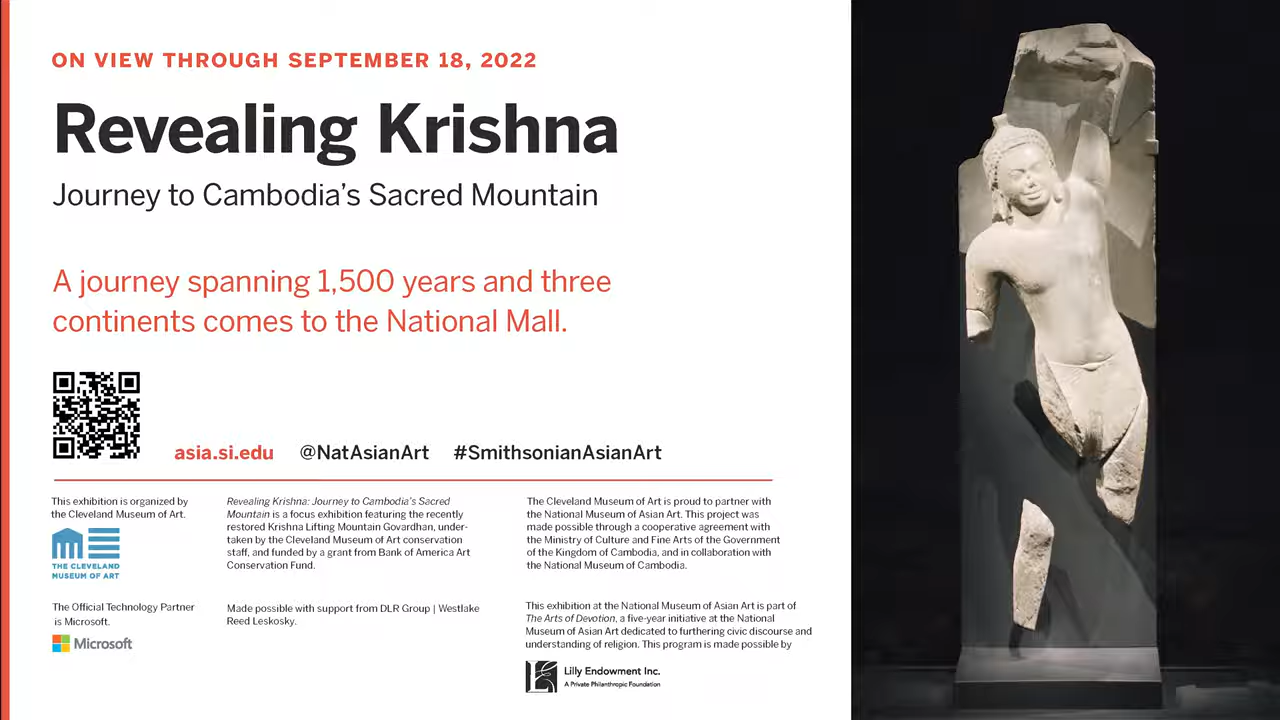 ON VIEW THROUGH SEPTEMBER 18, 2022
Revealing Krishna
Journey to Cambodia's Sacred Mountain
A journey spanning 1,500 years and three
continents comes to the National Mall.
asia.si.edu @NatAsianArt #SmithsonianAsianArt
This exhibition is organized by
the Cleveland Museum of Art.
THE CLEVELAND
MUSEUM OF ART
Revealing Krishna: Journey to Cambodia's Sacred
Mountain is a focus exhibition featuring the recently
restored Krishna Lifting Mountain Govardhan, under-
taken by the Cleveland Museum of Art conservation
staff, and funded by a grant from Bank of America Art
Conservation Fund.
The Cleveland Museum of Art is proud to partner with
the National Museum of Asian Art. This project was
made possible through a cooperative agreement with
the Ministry of Culture and Fine Arts of the Government
of the Kingdom of Cambodia, and in collaboration with
the National Museum of Cambodia.
The Official Technology Partner
is Microsoft.
Microsoft
Made possible with support from DLR Group | Westlake
Reed Leskosky.
This exhibition at the National Museum of Asian Art is part of
The Arts of Devotion, a five-year initiative at the National
Museum of Asian Art dedicated to furthering civic discourse and
understanding of religion. This program is made possible by
Lilly Endowment Inc.
A Private Philanthropic Foundation